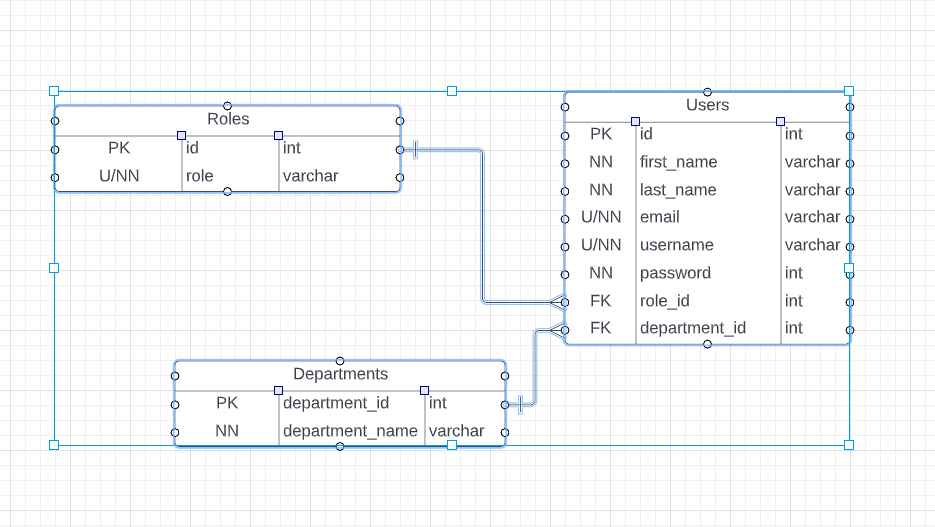 Roles
PK id int
U/NN role varchar
Users
PK id int
NN first_name varchar
NN last_name varchar
U/NN email varchar
U/NN username varchar
NN password int
FK role_id int
FK department_id int
Departments
PK department_id int
NN department_name varchar